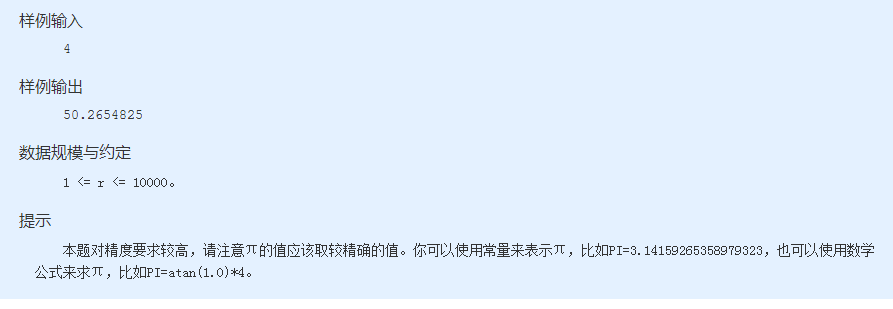 样例输入
4
样例输出
50.2654825
数据规模与约定
1 <= r <= 10000。
提示
本题对精度要求较高，请注意π的值应该取较精确的值。你可以使用常量来表示π，比如PI=3.14159265358979323，也可以使用数学
公式来求π，比如PI=atan(1.0)*4。